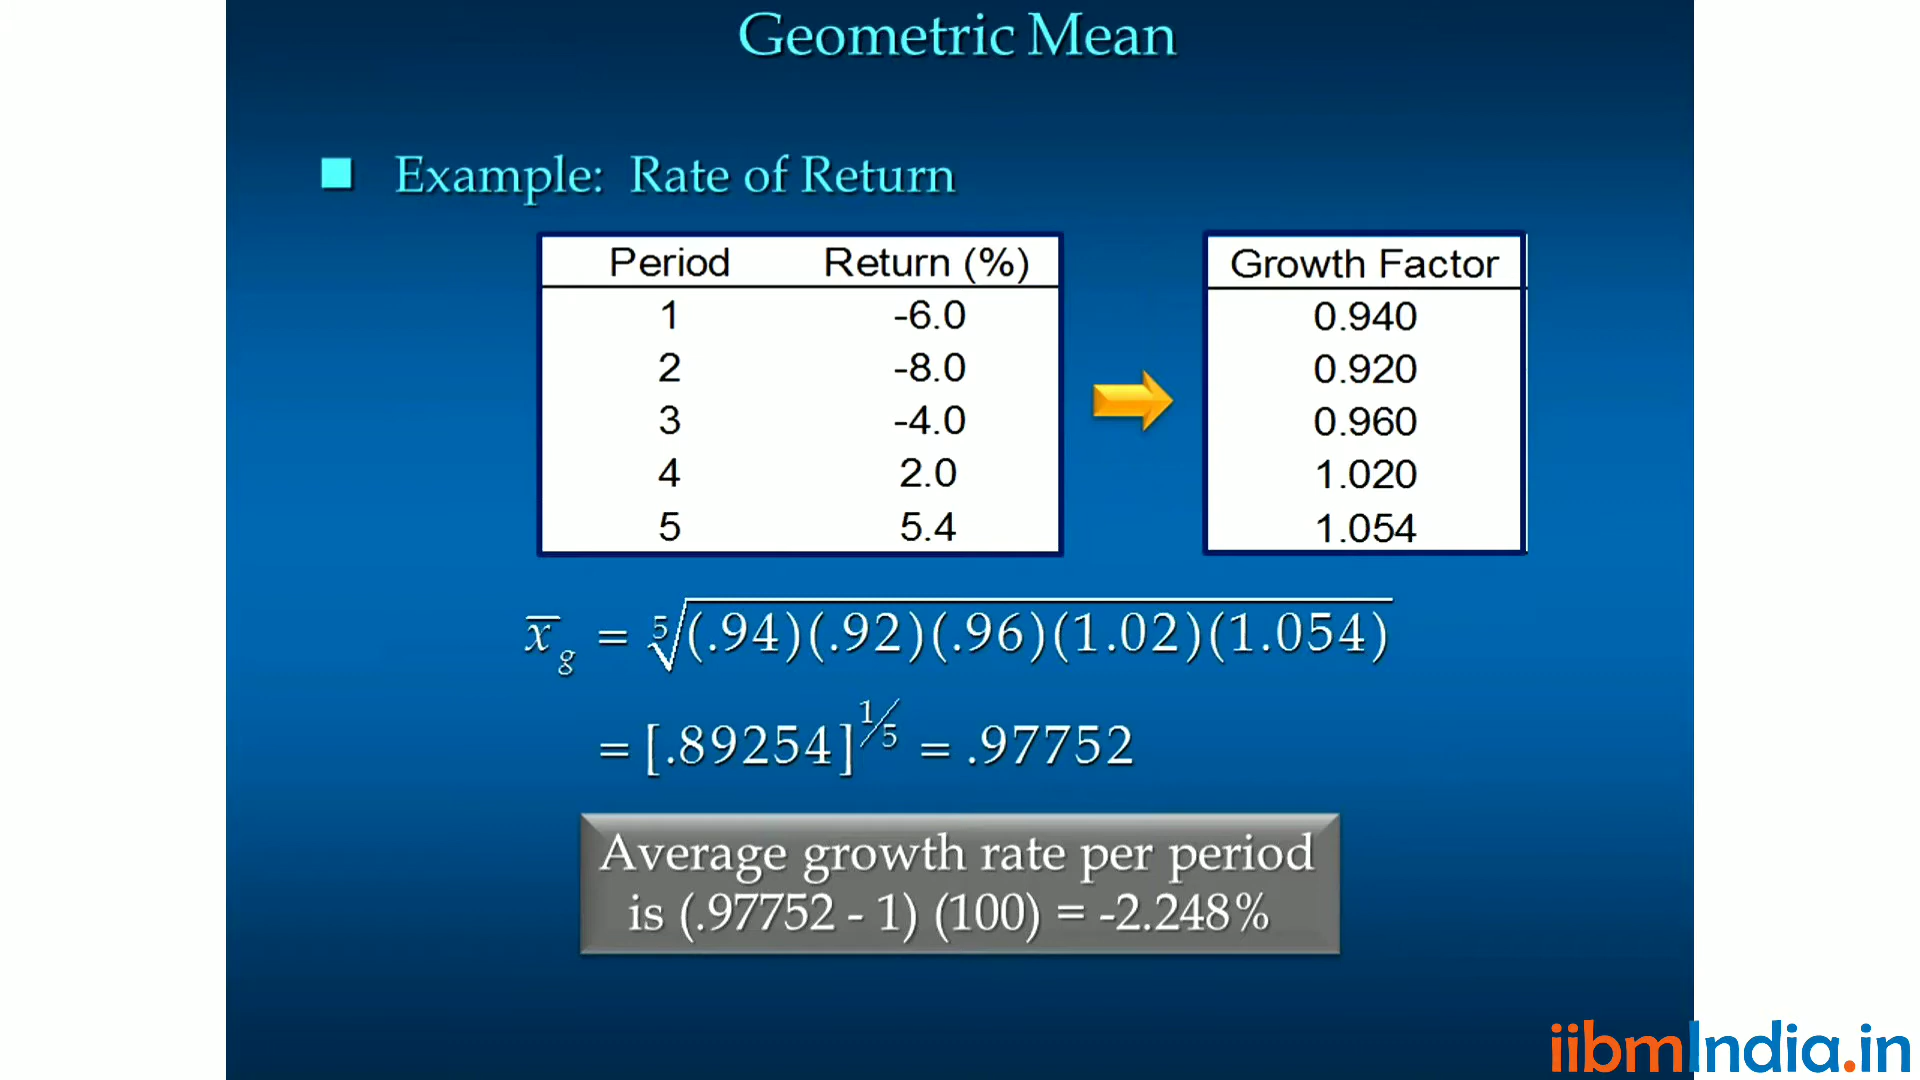 Geometric Mean
Example: Rate of Return
Period Return (%)
1 -6.0
2 -8.0
3 -4.0
4 2.0
5 5.4
Growth Factor
0.940
0.920
0.960
1.020
1.054
x̅g = ⁵√(.94)(.92)(.96)(1.02)(1.054)
= [.89254]^1/5 = .97752
Average growth rate per period
is (.97752 - 1) (100) = -2.248%
iibmIndia.in